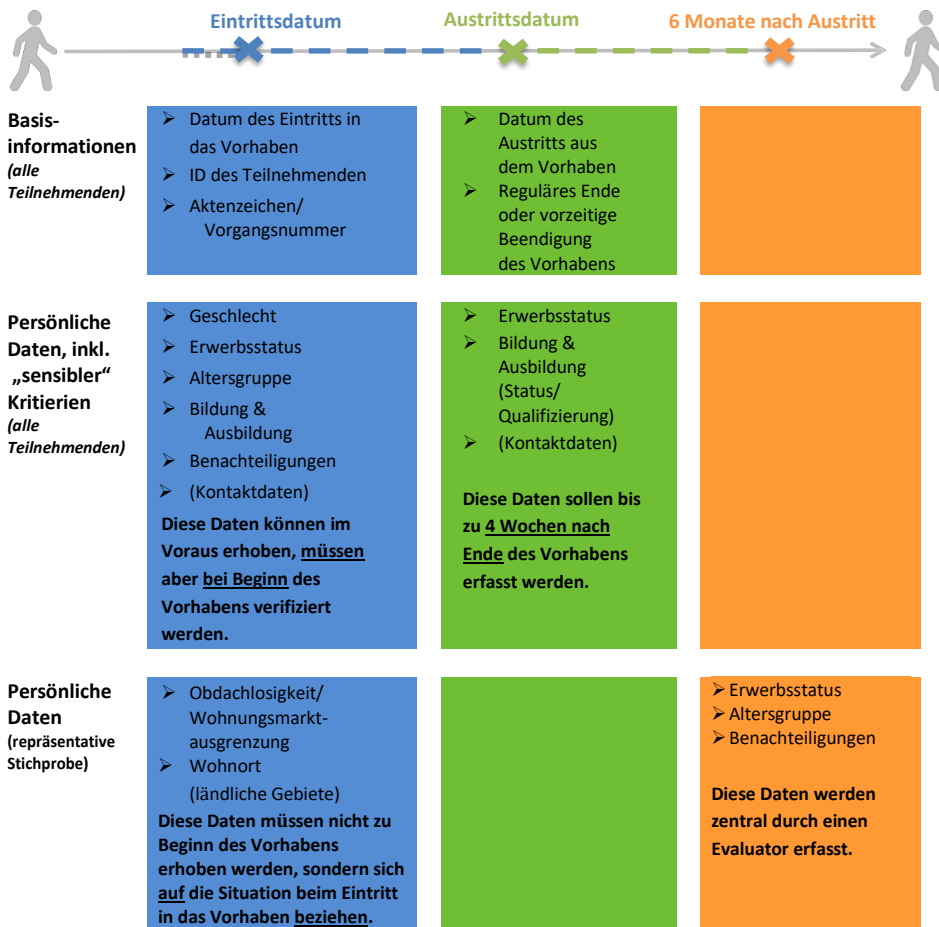 Eintrittsdatum
Austrittsdatum
6 Monate nach Austritt
Basis-
informationen
(alle
Teilnehmenden)
➢ Datum des Eintritts in
das Vorhaben
➢ ID des Teilnehmenden
➢ Aktenzeichen/
Vorgangsnummer
➢ Datum des
Austritts aus
dem Vorhaben
➢ Reguläres Ende
oder vorzeitige
Beendigung
des Vorhabens
Persönliche
Daten, inkl.
„sensibler“
Kritierien
(alle
Teilnehmenden)
➢ Geschlecht
➢ Erwerbsstatus
➢ Altersgruppe
➢ Bildung &
Ausbildung
➢ Benachteiligungen
➢ (Kontaktdaten)
Diese Daten können im
Voraus erhoben, müssen
aber bei Beginn des
Vorhabens verifiziert
werden.
➢ Erwerbsstatus
➢ Bildung &
Ausbildung
(Status/
Qualifizierung)
➢ (Kontaktdaten)
Diese Daten sollen bis
zu 4 Wochen nach
Ende des Vorhabens
erfasst werden.
Persönliche
Daten
(repräsentative
Stichprobe)
➢ Obdachlosigkeit/
Wohnungsmarkt-
ausgrenzung
➢ Wohnort
(ländliche Gebiete)
Diese Daten müssen nicht zu
Beginn des Vorhabens
erhoben werden, sondern sich
auf die Situation beim Eintritt
in das Vorhaben beziehen.
➢ Erwerbsstatus
➢ Altersgruppe
➢ Benachteiligungen
Diese Daten werden
zentral durch einen
Evaluator erfasst.